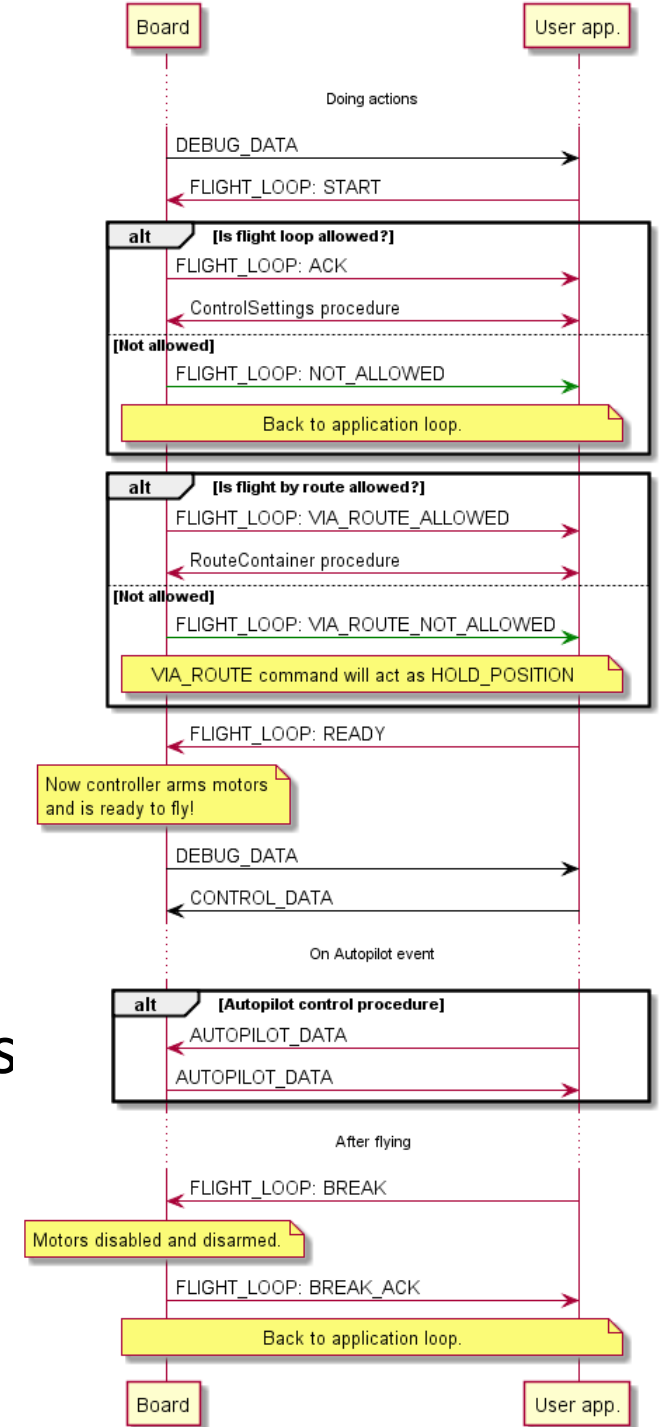 Board
User app.
Doing actions
DEBUG_DATA
FLIGHT_LOOP: START
alt [Is flight loop allowed?]
FLIGHT_LOOP: ACK
ControlSettings procedure
[Not allowed]
FLIGHT_LOOP: NOT_ALLOWED
Back to application loop.
alt [Is flight by route allowed?]
FLIGHT_LOOP: VIA_ROUTE_ALLOWED
RouteContainer procedure
[Not allowed]
FLIGHT_LOOP: VIA_ROUTE_NOT_ALLOWED
VIA_ROUTE command will act as HOLD_POSITION
FLIGHT_LOOP: READY
Now controller arms motors
and is ready to fly!
DEBUG_DATA
CONTROL_DATA
On Autopilot event
alt [Autopilot control procedure]
AUTOPILOT_DATA
s
AUTOPILOT_DATA
After flying
FLIGHT_LOOP: BREAK
Motors disabled and disarmed.
FLIGHT_LOOP: BREAK_ACK
Back to application loop.
Board
User app.